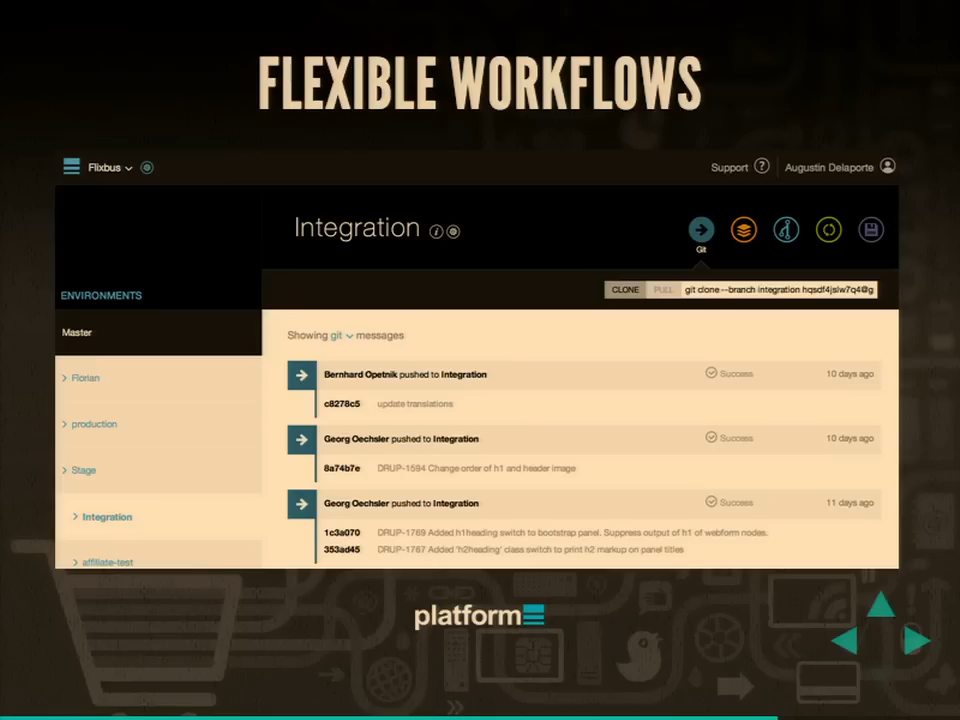 FLEXIBLE WORKFLOWS
Flixbus
Support ? Augustin Delaporte
Integration
Git
ENVIRONMENTS
CLONE PULL git clone --branch integration hqsdf4jslw7q4@g
Master
Showing git messages
Florian
Bernhard Opetnik pushed to Integration Success 10 days ago
c8278c5 update translations
production
Georg Oechsler pushed to Integration Success 10 days ago
8a74b7e DRUP-1594 Change order of h1 and header image
Stage
Georg Oechsler pushed to Integration Success 11 days ago
Integration
1c3a070 DRUP-1769 Added h1heading switch to bootstrap panel. Suppress output of h1 of webform nodes.
353ad45 DRUP-1767 Added 'h2heading' class switch to print h2 markup on panel titles
affiliate-test
platform